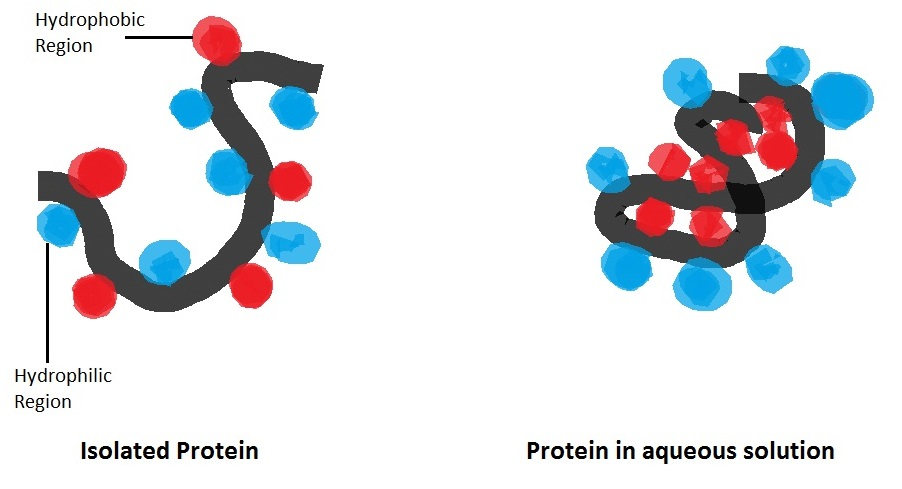 Hydrophobic
Region
Hydrophilic
Region
Isolated Protein
Protein in aqueous solution